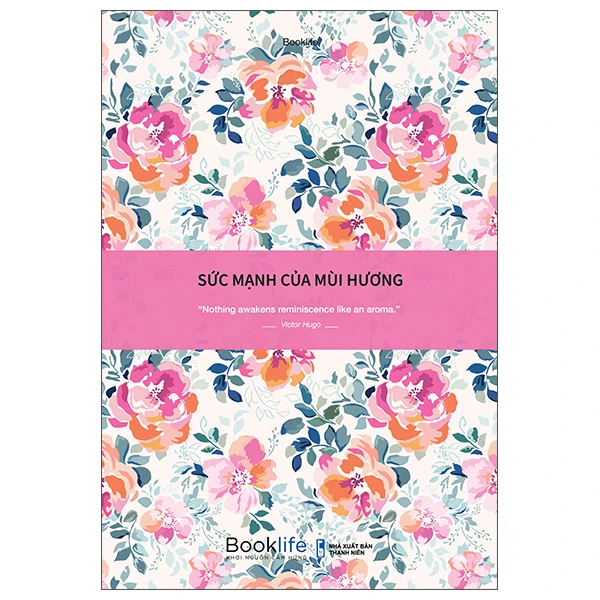 Booklife
SỨC MẠNH CỦA MÙI HƯƠNG
“Nothing awakens reminiscence like an aroma.”
Victor Hugo
Booklife
KHƠI NGUỒN CẢM HỨNG
NHÀ XUẤT BẢN
THANH NIÊN